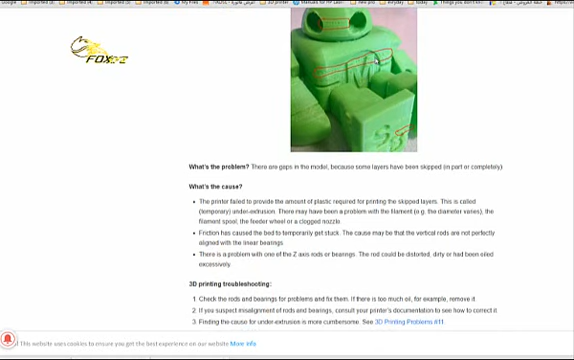 FOX
What's the problem? There are gaps in the model, because some layers have been skipped (in part or completely)
What's the cause?
The printer failed to provide the amount of plastic required for printing the skipped layers. This is called
(temporary) under-extrusion. There may have been a problem with the filament (e.g. the diameter varies), the
filament spool, the feeder wheel or a clogged nozzle.
Friction has caused the bed to temporarily get stuck. The cause may be that the vertical rods are not perfectly
aligned with the linear bearings.
There is a problem with one of the Z axis rods or bearings. The rod could be distorted, dirty or had been oiled
excessively.
3D printing troubleshooting:
1 Check the rods and bearings for problems and fix them. If there is too much oil, for example, remove it.
2 If you suspect misalignment of rods and bearings, consult your printer's documentation to see how to correct it.
3 Finding the cause for under-extrusion is more cumbersome. See 3D Printing Problems #11.
This website uses cookies to ensure you get the best experience on our website More info